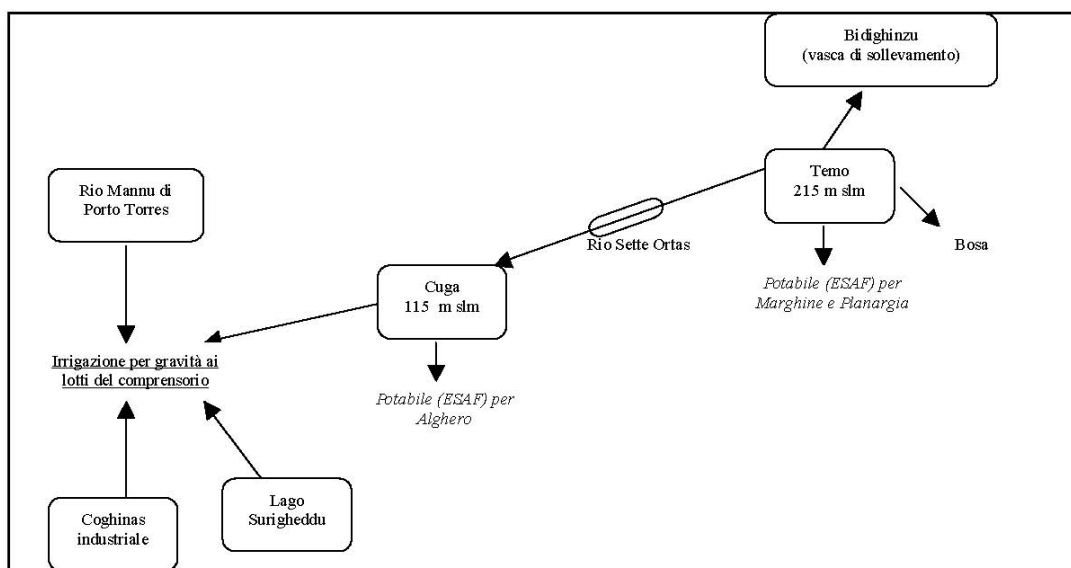 Bidighinzu
(vasca di sollevamento)
Temo
215 m slm
Rio Mannu di
Porto Torres
Rio Sette Ortas
Bosa
Cuga
115 m slm
Potabile (ESAF) per
Marghine e Planargia
Irrigazione per gravità ai
lotti del comprensorio
Potabile (ESAF) per
Alghero
Lago
Surigheddu
Coghinas
industriale